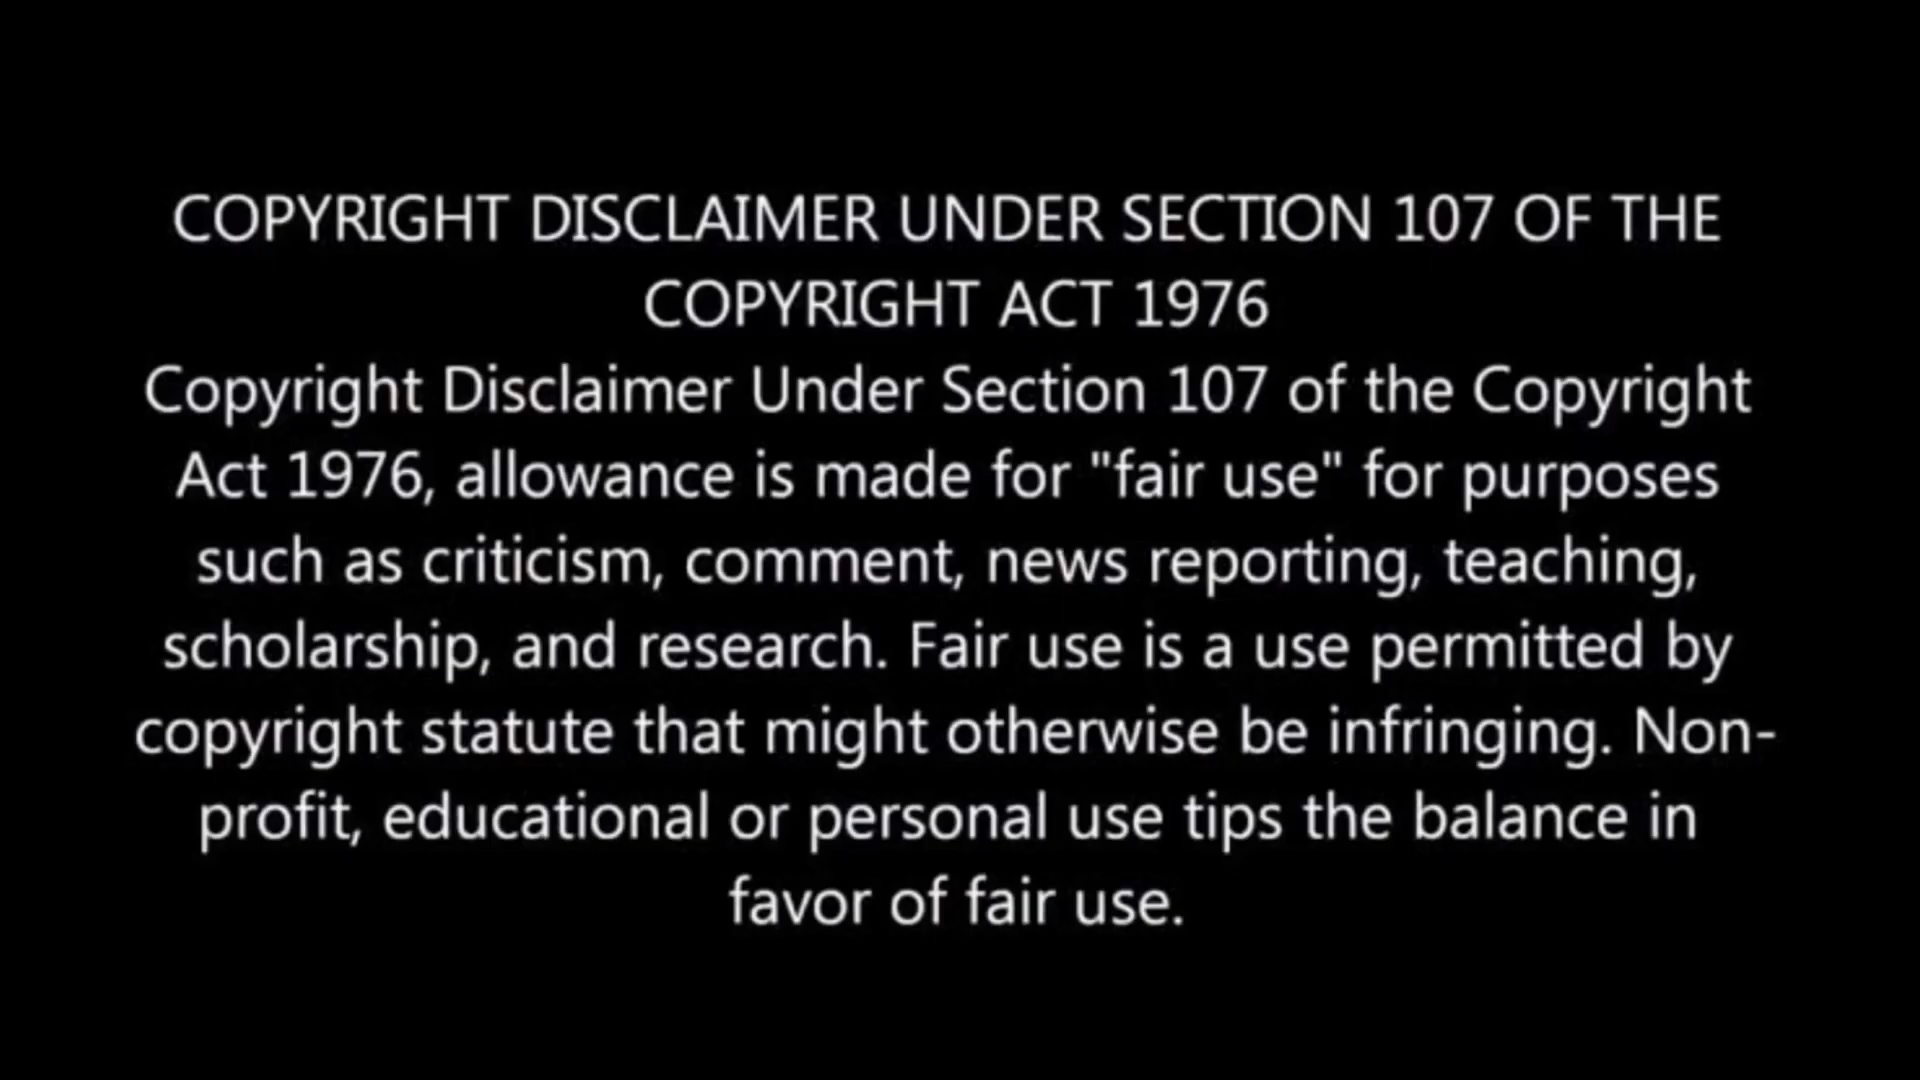 COPYRIGHT DISCLAIMER UNDER SECTION 107 OF THE
COPYRIGHT ACT 1976
Copyright Disclaimer Under Section 107 of the Copyright
Act 1976, allowance is made for "fair use" for purposes
such as criticism, comment, news reporting, teaching,
scholarship, and research. Fair use is a use permitted by
copyright statute that might otherwise be infringing. Non-
profit, educational or personal use tips the balance in
favor of fair use.